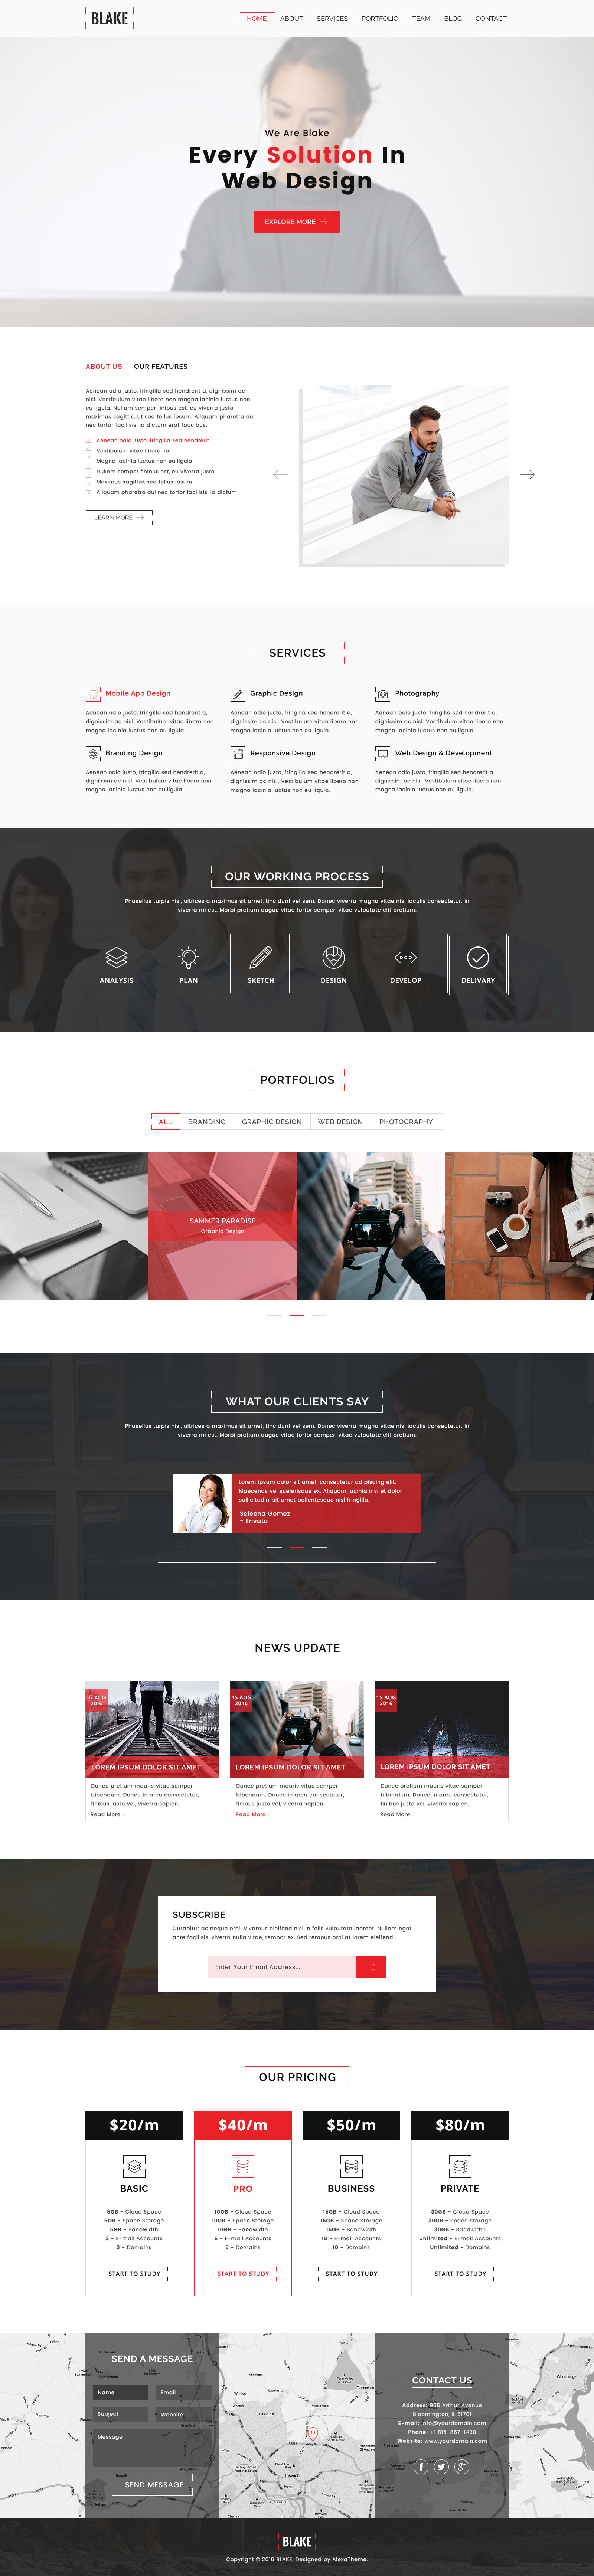 BLAKE
HOME ABOUT SERVICES PORTFOLIO TEAM BLOG CONTACT
We Are Blake
Every Solution In
Web Design
EXPLORE MORE
ABOUT US OUR FEATURES
Aenean odio justo, fringilla sed hendrerit a, dignissim ac
nisl. Vestibulum vitae libero non magna lacinia luctus non
eu ligula. Nullam semper finibus est, eu viverra justo
maximus sagittis. Ut sed tellus ipsum. Aliquam pharetra dui
nec tortor facilisis, id dictum erat faucibus.
Aenean odio justo, fringilla sed hendrerit
Vestibulum vitae libero non
Magna lacinia luctus non eu ligula
Nullam semper finibus est, eu viverra justo
Maximus sagittist sed tellus ipsum
Aliquam pharetra dui nec tortor facilisis, id dictum
LEARN MORE
SERVICES
Mobile App Design
Aenean odio justo, fringilla sed hendrerit a,
dignissim ac nisl. Vestibulum vitae libero non
magna lacinia luctus non eu ligula.
Graphic Design
Aenean odio justo, fringilla sed hendrerit a,
dignissim ac nisl. Vestibulum vitae libero non
magna lacinia luctus non eu ligula.
Photography
Aenean odio justo, fringilla sed hendrerit a,
dignissim ac nisl. Vestibulum vitae libero non
magna lacinia luctus non eu ligula.
Branding Design
Aenean odio justo, fringilla sed hendrerit a,
dignissim ac nisl. Vestibulum vitae libero non
magna lacinia luctus non eu ligula.
Responsive Design
Aenean odio justo, fringilla sed hendrerit a,
dignissim ac nisl. Vestibulum vitae libero non
magna lacinia luctus non eu ligula.
Web Design & Development
Aenean odio justo, fringilla sed hendrerit a,
dignissim ac nisl. Vestibulum vitae libero non
magna lacinia luctus non eu ligula.
OUR WORKING PROCESS
Phasellus turpis nisl, ultrices a maximus sit amet, tincidunt vel sem. Donec viverra magna vitae nisl iaculis consectetur. In
viverra mi est. Morbi pretium augue vitae tortor semper, vitae vulputate elit pretium.
ANALYSIS PLAN SKETCH DESIGN DEVELOP DELIVARY
PORTFOLIOS
ALL BRANDING GRAPHIC DESIGN WEB DESIGN PHOTOGRAPHY
SAMMER PARADISE
Graphic Design
WHAT OUR CLIENTS SAY
Phasellus turpis nisl, ultrices a maximus sit amet, tincidunt vel sem. Donec viverra magna vitae nisl iaculis consectetur. In
viverra mi est. Morbi pretium augue vitae tortor semper, vitae vulputate elit pretium.
Lorem ipsum dolor sit amet, consectetur adipiscing elit.
Maecenas vel scelerisque ex. Aliquam lacinia nisi et dolor
sollicitudin, sit amet pellentesque nisl fringilla.
Saleena Gomez
- Envato
NEWS UPDATE
15 AUG
2016
LOREM IPSUM DOLOR SIT AMET
Donec pretium mauris vitae semper
bibendum. Donec in arcu consectetur,
finibus justo vel, viverra sapien.
Read More
15 AUG
2016
LOREM IPSUM DOLOR SIT AMET
Donec pretium mauris vitae semper
bibendum. Donec in arcu consectetur,
finibus justo vel, viverra sapien.
Read More
15 AUG
2016
LOREM IPSUM DOLOR SIT AMET
Donec pretium mauris vitae semper
bibendum. Donec in arcu consectetur,
finibus justo vel, viverra sapien.
Read More
SUBSCRIBE
Curabitur ac neque orci. Vivamus eleifend nisl in felis vulputate laoreet. Nullam eget
ante facilisis, viverra nulla vitae, tempor ex. Sed tempus orci at lorem eleifend .
Enter Your Email Address....
OUR PRICING
$20/m
BASIC
5GB - Cloud Space
5GB - Space Storage
5GB - Bandwidth
3 - E-mail Accounts
3 - Domains
START TO STUDY
$40/m
PRO
10GB - Cloud Space
10GB - Space Storage
10GB - Bandwidth
5 - E-mail Accounts
5 - Domains
START TO STUDY
$50/m
BUSINESS
15GB - Cloud Space
15GB - Space Storage
15GB - Bandwidth
10 - E-mail Accounts
10 - Domains
START TO STUDY
$80/m
PRIVATE
30GB - Cloud Space
30GB - Space Storage
30GB - Bandwidth
Unlimited - E-mail Accounts
Unlimited - Domains
START TO STUDY
SEND A MESSAGE
Name Email
Subject Website
Message
SEND MESSAGE
CONTACT US
Address: 985 Arthur Avenue
Bloomington, IL 61701
E-mail: info@yourdomain.com
Phone: +1 815-867-1490
Website: www.yourdomain.com
BLAKE
Copyright © 2016 BLAKE. Designed by AlexaTheme.